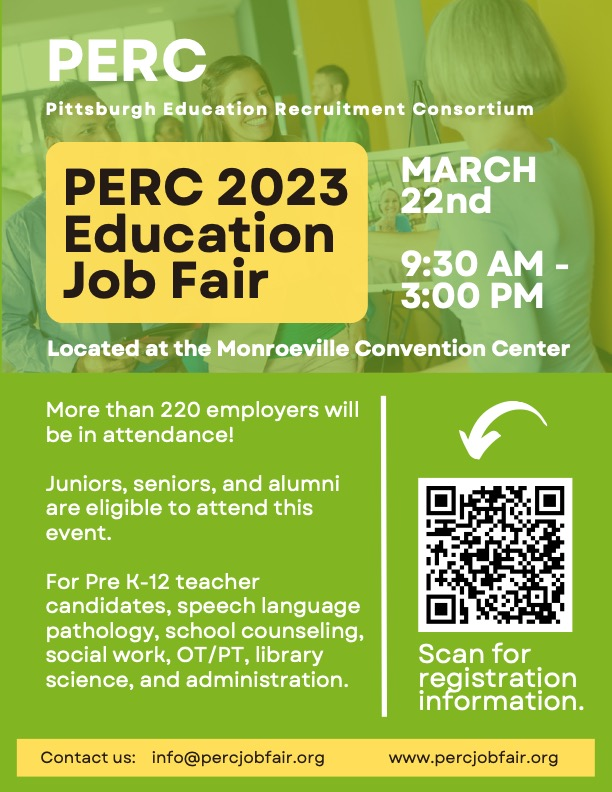 PERC
Pittsburgh Education Recruitment Consortium
PERC 2023
Education
Job Fair
MARCH
22nd
9:30 AM -
3:00 PM
Located at the Monroeville Convention Center
More than 220 employers will
be in attendance!
Juniors, seniors, and alumni
are eligible to attend this
event.
For Pre K-12 teacher
candidates, speech language
pathology, school counseling,
social work, OT/PT, library
science, and administration.
Scan for
registration
information.
Contact us: info@percjobfair.org www.percjobfair.org